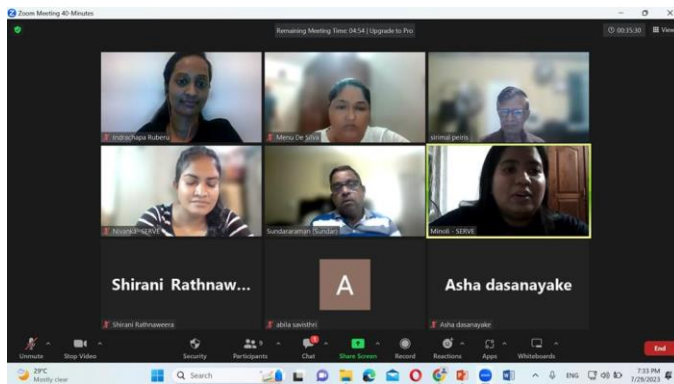 Zoom Meeting 40-Minutes
Remaining Meeting Time: 04:54 | Upgrade to Pro
00:35:30 View
Indrachapa Ruberu
Menu De Silva
sirimal peiris
Nivanka - SERVE
Sundararaman (Sundar)
Minoli - SERVE
Shirani Rathnaw...
A
Asha dasanayake
Shirani Rathnaweera
abila savisthri
Asha dasanayake
Unmute
Stop Video
Security
Participants
9
Chat
Share Screen
Record
Reactions
Apps
Whiteboards
End
29°C
Mostly clear
Search
ENG
7:33 PM
7/29/2023